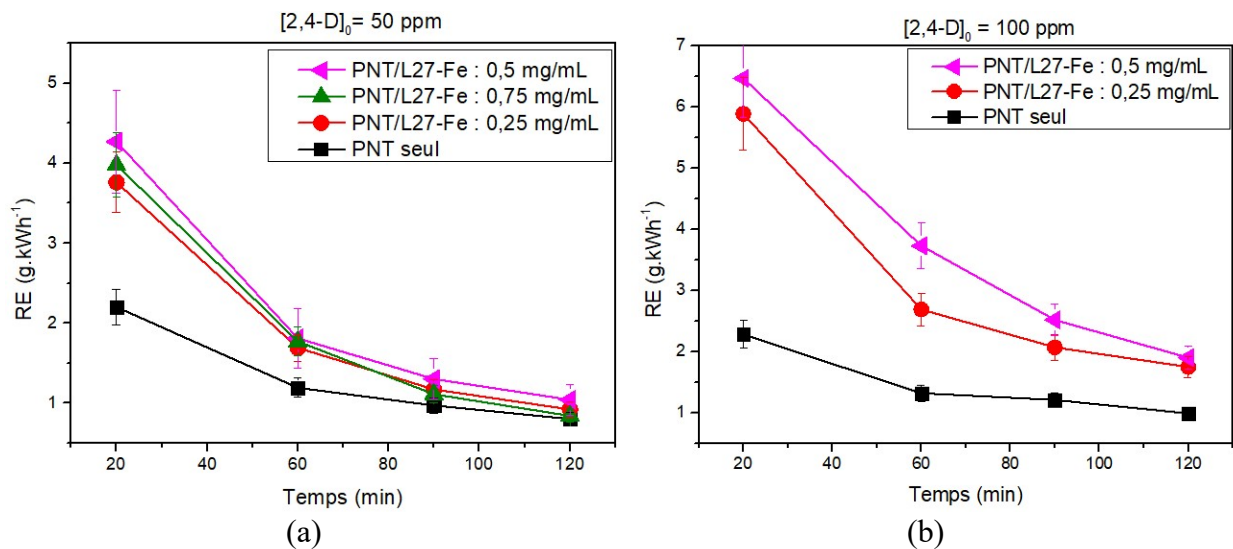 [2,4-D]₀= 50 ppm
PNT/L27-Fe : 0,5 mg/mL
PNT/L27-Fe : 0,75 mg/mL
PNT/L27-Fe : 0,25 mg/mL
PNT seul
5
4
3
2
1
RE (g.kWh⁻¹)
20 40 60 80 100 120
Temps (min)
(a)
[2,4-D]₀ = 100 ppm
PNT/L27-Fe : 0,5 mg/mL
PNT/L27-Fe : 0,25 mg/mL
PNT seul
7
6
5
4
3
2
1
RE (g.kWh⁻¹)
20 40 60 80 100 120
Temps (min)
(b)